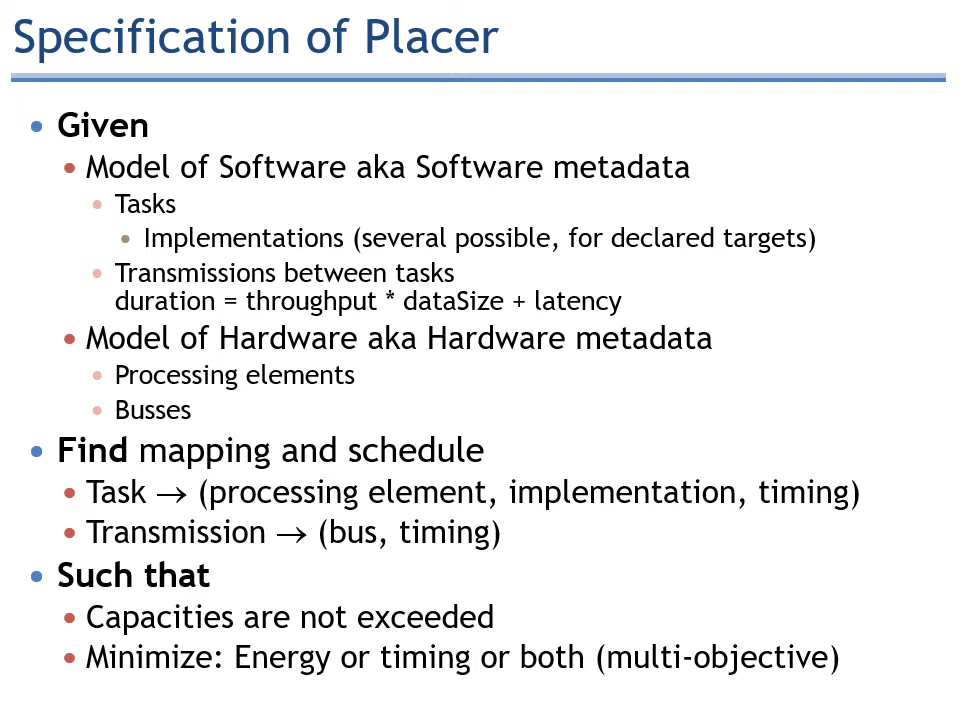 Specification of Placer
• Given
• Model of Software aka Software metadata
• Tasks
• Implementations (several possible, for declared targets)
• Transmissions between tasks
duration = throughput * dataSize + latency
• Model of Hardware aka Hardware metadata
• Processing elements
• Busses
• Find mapping and schedule
• Task → (processing element, implementation, timing)
• Transmission → (bus, timing)
• Such that
• Capacities are not exceeded
• Minimize: Energy or timing or both (multi-objective)